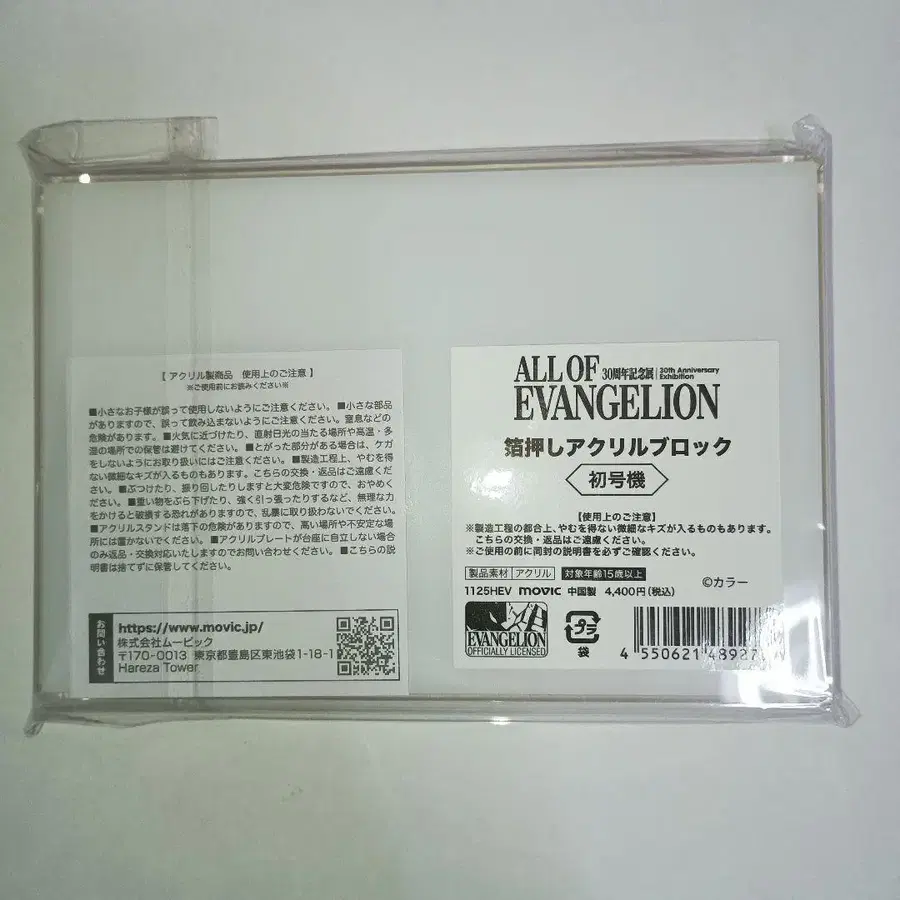 【 アクリル製商品　使用上のご注意 】
※ご使用前にお読みください※
■小さなお子様が誤って使用しないようにご注意ください。■小さな部品
がありますので、誤って飲み込まないようにご注意ください。窒息などの
危険があります。■火気に近づけたり、直射日光の当たる場所や高温・多
湿の場所での保管は避けてください。■とがった部分がある場合は、ケガ
をしないようにお取り扱いにはご注意ください。■製造工程上、やむを得
ない微細なキズが入るものもあります。こちらの交換・返品はご遠慮くだ
さい。■ぶつけたり、振り回したりしますと大変危険ですので、おやめく
ださい。■重い物をぶら下げたり、強く引っ張ったりするなど、無理な力
をかけると破損する恐れがありますので、乱暴に取り扱わないでください。
■アクリルスタンドは落下の危険がありますので、高い場所や不安定な場
所には置かないでください。■アクリルプレートが台座に自立しない場合
のみ返品・交換対応いたしますのでお問い合わせください。■こちらの説
明書は捨てずに保管してください。
お問い合わせ
https://www.movic.jp/
株式会社ムービック
〒170-0013 東京都豊島区東池袋1-18-1
Hareza Tower
ALL OF 30周年記念展 30th Anniversary Exhibition
EVANGELION
箔押しアクリルブロック
初号機
【使用上のご注意】
※製造工程の都合上、やむを得ない微細なキズが入るものもあります。
こちらの交換・返品はご遠慮ください。
※ご使用の前に同封の説明書を必ずご確認ください。
製品素材 アクリル 対象年齢15歳以上
©カラー
1125HEV movic 中国製 4,400円(税込)
EVANGELION
OFFICIALLY LICENSED
プラ
袋
4 550621 48927